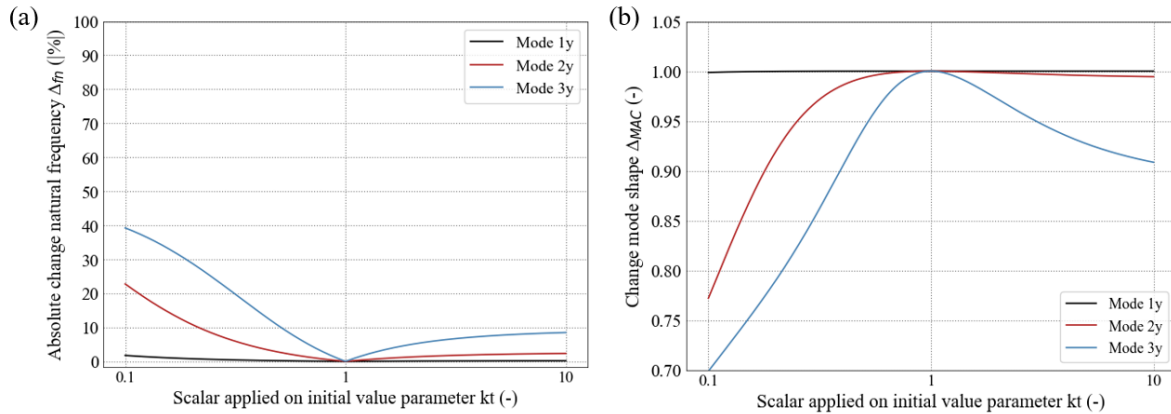 (a)
Absolute change natural frequency Δfn (|%|)
100
90
80
70
60
50
40
30
20
10
0
0.1
1
10
Scalar applied on initial value parameter kt (-)
Mode 1y
Mode 2y
Mode 3y
(b)
Change mode shape ΔMAC (-)
1.05
1.00
0.95
0.90
0.85
0.80
0.75
0.70
0.1
1
10
Scalar applied on initial value parameter kt (-)
Mode 1y
Mode 2y
Mode 3y